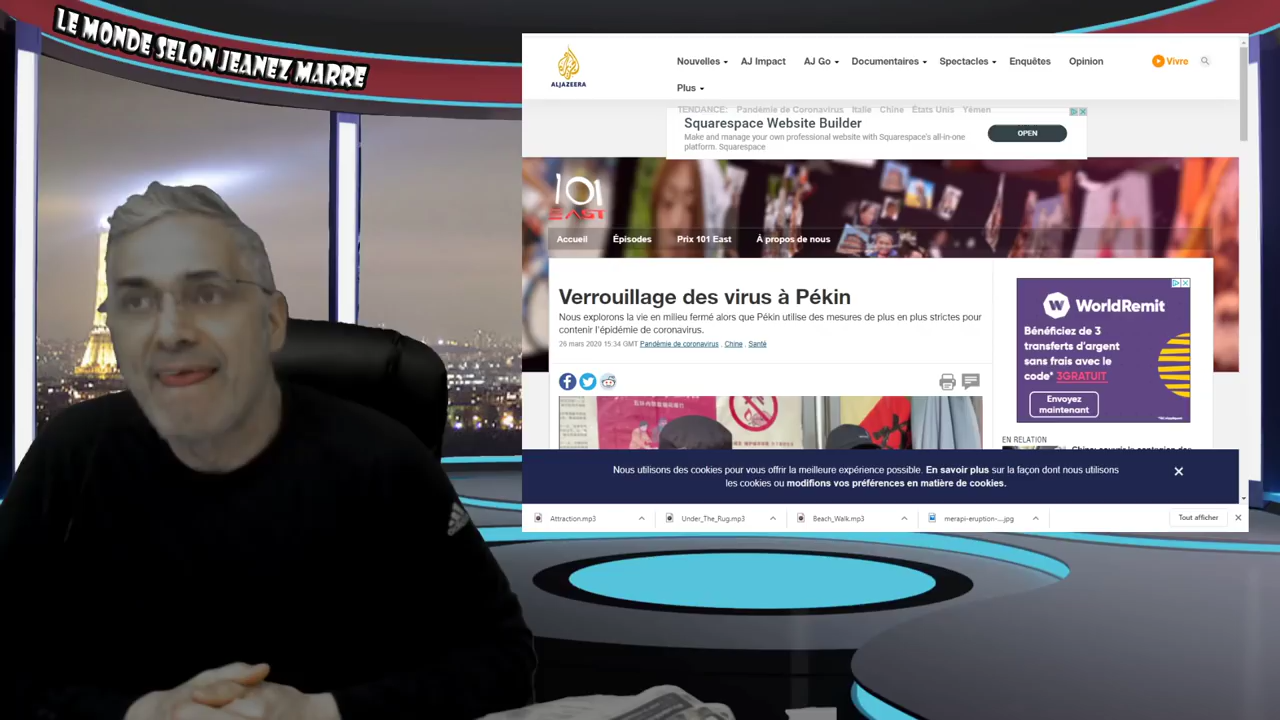 LE MONDE SELON JEANEZ MARRE
ALJAZEERA
Nouvelles
AJ Impact
AJ Go
Documentaires
Spectacles
Enquêtes
Opinion
Vivre
Plus
TENDANCE: Pandémie de Coronavirus Italie Chine États Unis Yémen
Squarespace Website Builder
Make and manage your own professional website with Squarespace's all-in-one
platform. Squarespace
OPEN
101
EAST
Accueil
Épisodes
Prix 101 East
À propos de nous
Verrouillage des virus à Pékin
Nous explorons la vie en milieu fermé alors que Pékin utilise des mesures de plus en plus strictes pour
contenir l'épidémie de coronavirus.
26 mars 2020 15:34 GMT Pandémie de coronavirus , Chine , Santé
WorldRemit
Bénéficiez de 3
transferts d'argent
sans frais avec le
code* 3GRATUIT
Envoyez
maintenant
EN RELATION
Nous utilisons des cookies pour vous offrir la meilleure expérience possible. En savoir plus sur la façon dont nous utilisons
les cookies ou modifions vos préférences en matière de cookies.
Attraction.mp3
Under_The_Rug.mp3
Beach_Walk.mp3
merapi-eruption-....jpg
Tout afficher